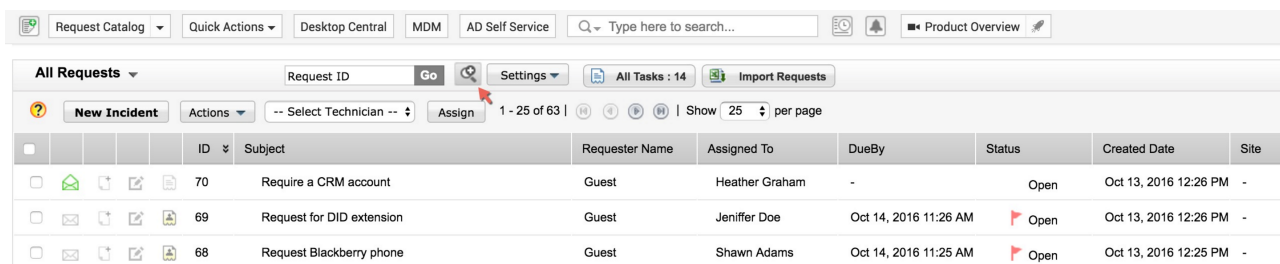 Request Catalog Quick Actions Desktop Central MDM AD Self Service Type here to search... Product Overview
All Requests Request ID Go Settings All Tasks : 14 Import Requests
? New Incident Actions -- Select Technician -- Assign 1 - 25 of 63 | Show 25 per page
ID Subject Requester Name Assigned To DueBy Status Created Date Site
70 Require a CRM account Guest Heather Graham - Open Oct 13, 2016 12:26 PM -
69 Request for DID extension Guest Jeniffer Doe Oct 14, 2016 11:26 AM Open Oct 13, 2016 12:26 PM -
68 Request Blackberry phone Guest Shawn Adams Oct 14, 2016 11:25 AM Open Oct 13, 2016 12:25 PM -